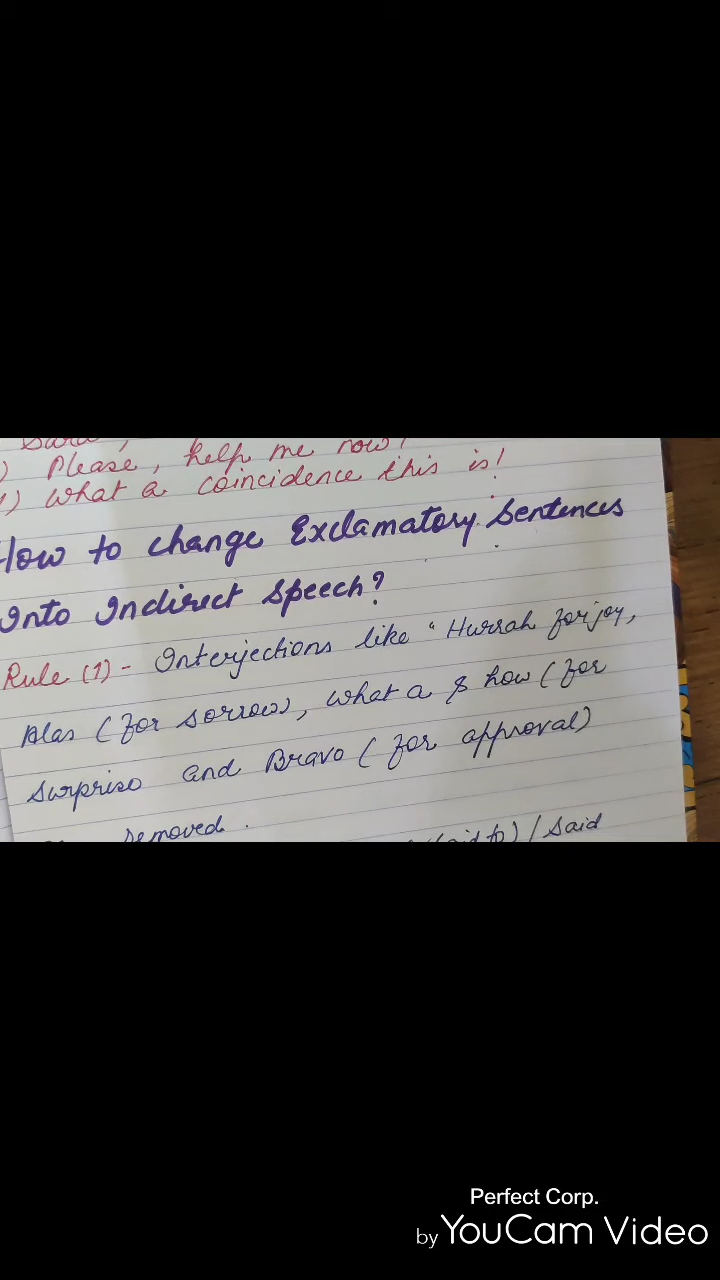 ) Please, help me now!
) What a coincidence this is!
How to change Exclamatory Sentences
Into Indirect Speech?
Rule (1) - Interjections like "Hurrah for joy,
Alas (for sorrow), what a & how (for
Surprise and Bravo (for approval)
removed.
said to) / Said
Perfect Corp.
by YouCam Video